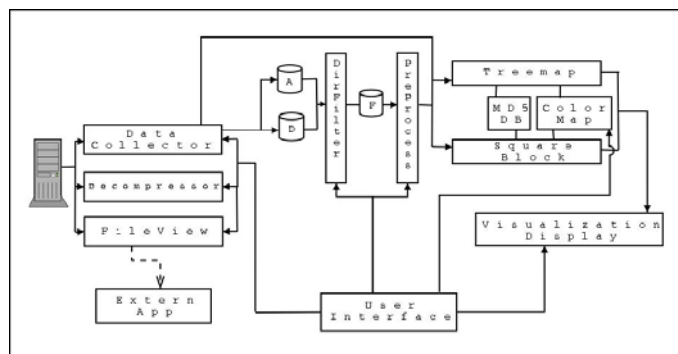 Data
Collector
Decompressor
FileView
Extern
App
A
D
DirFilter
F
PreProcess
Treemap
MD5
DB
Color
Map
Square
Block
Visualization
Display
User
Interface